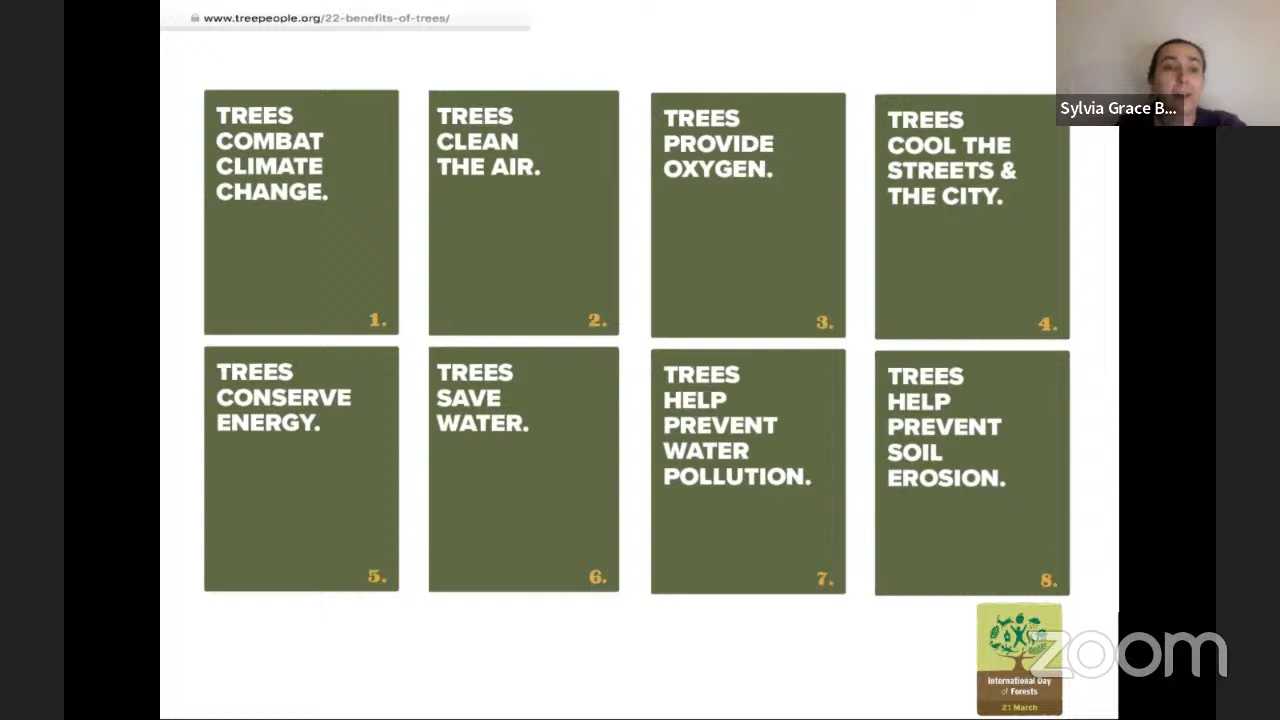 www.treepeople.org/22-benefits-of-trees/
TREES
COMBAT
CLIMATE
CHANGE.
1.
TREES
CLEAN
THE AIR.
2.
TREES
PROVIDE
OXYGEN.
3.
TREES
COOL THE
STREETS &
THE CITY.
4.
Sylvia Grace B...
TREES
CONSERVE
ENERGY.
5.
TREES
SAVE
WATER.
6.
TREES
HELP
PREVENT
WATER
POLLUTION.
7.
TREES
HELP
PREVENT
SOIL
EROSION.
8.
International Day
of Forests
21 March
zoom